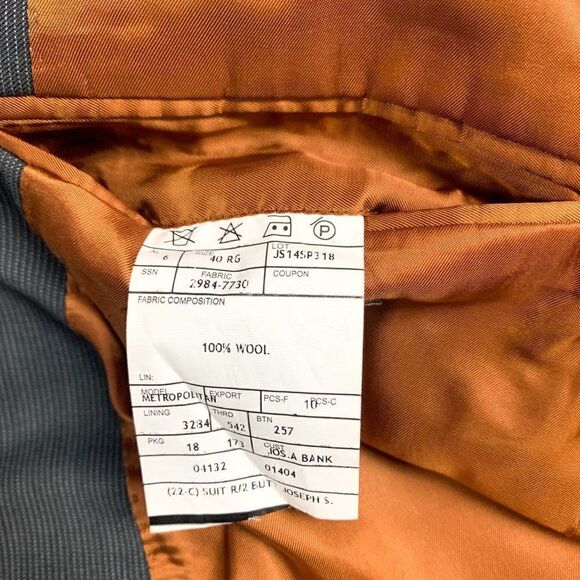 P
SIZE LOT
6 40 RG JS14SP318
SSN FABRIC COUPON
2984-7730
FABRIC COMPOSITION
100% WOOL
LIN:
MODEL EXPORT PCS-F PCS-C
METROPOLITAN 10
LINING THRD BTN
3284 542 257
PKG CUST
18 173 JOS.A BANK
04132 01404
(22-C) SUIT R/2 BUT JOSEPH S.